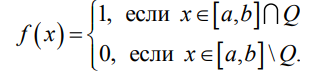 f(x) = { 1, если x ∈ [a,b] ⋂ Q
0, если x ∈ [a,b] \ Q.